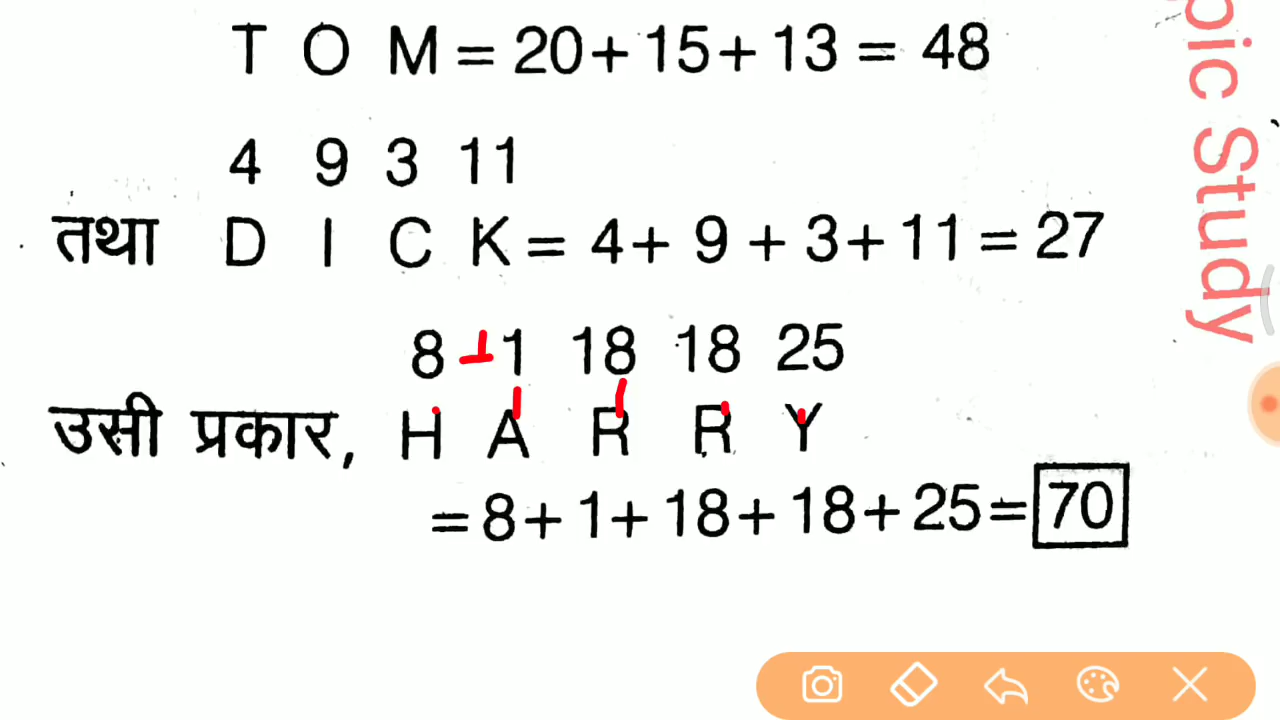 T O M = 20+15+13 = 48
4 9 3 11
तथा D I C K = 4+ 9 + 3+11 = 27
8 1 18 18 25
उसी प्रकार, H A R R Y
=8+1+18+18+25= 70
pic Study